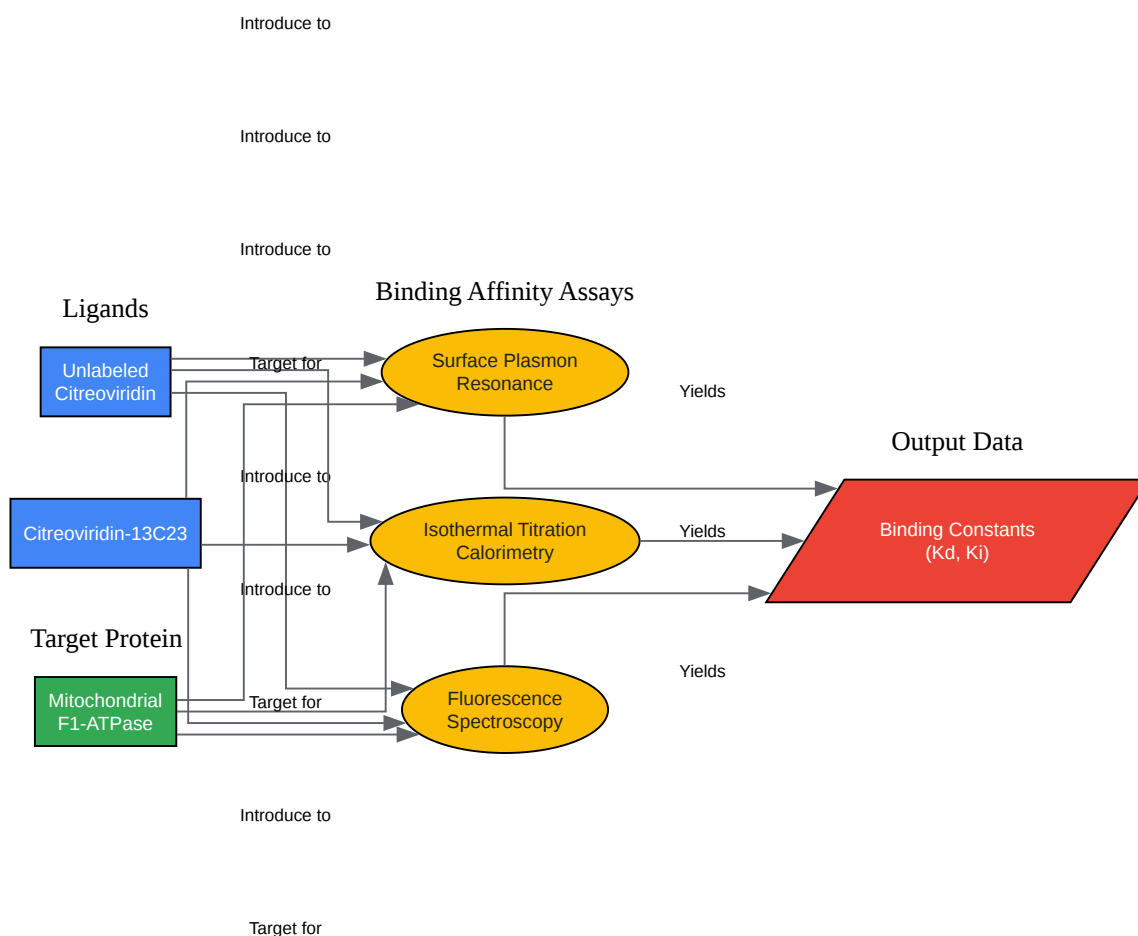 Introduce to
Introduce to
Introduce to
Binding Affinity Assays
Ligands
Unlabeled
Citreoviridin
Target for
Surface Plasmon
Resonance
Yields
Output Data
Introduce to
Citreoviridin-13C23
Isothermal Titration
Calorimetry
Yields
Binding Constants
(Kd, Ki)
Introduce to
Target Protein
Mitochondrial
F1-ATPase
Target for
Fluorescence
Spectroscopy
Yields
Introduce to
Target for